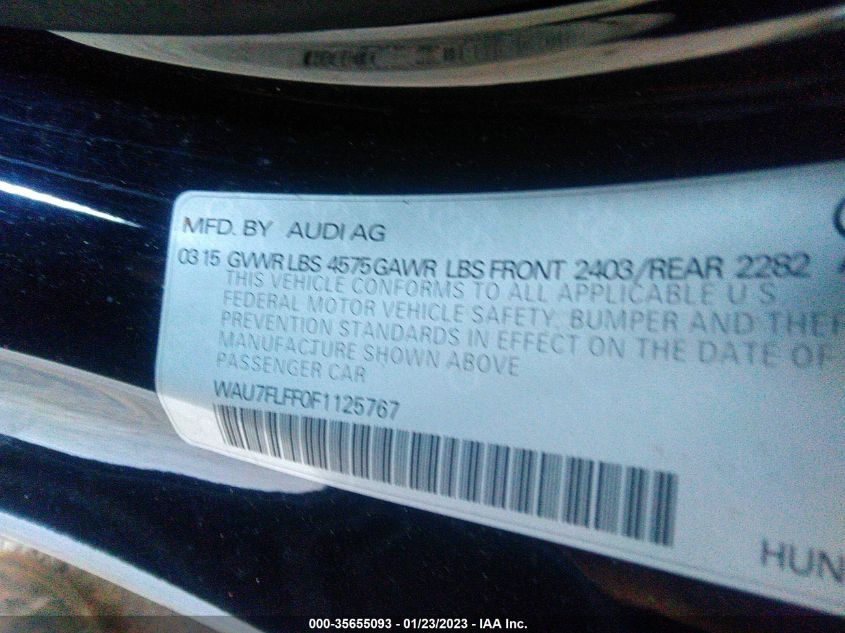 MFD. BY AUDI AG
03 15 GVWR LBS 4575 GAWR LBS FRONT 2403/REAR 2282
THIS VEHICLE CONFORMS TO ALL APPLICABLE U S
FEDERAL MOTOR VEHICLE SAFETY, BUMPER AND THEF
PREVENTION STANDARDS IN EFFECT ON THE DATE OF
MANUFACTURE SHOWN ABOVE
PASSENGER CAR
WAU7FLFF0F1125767
HUN
000-35655093 - 01/23/2023 - IAA Inc.